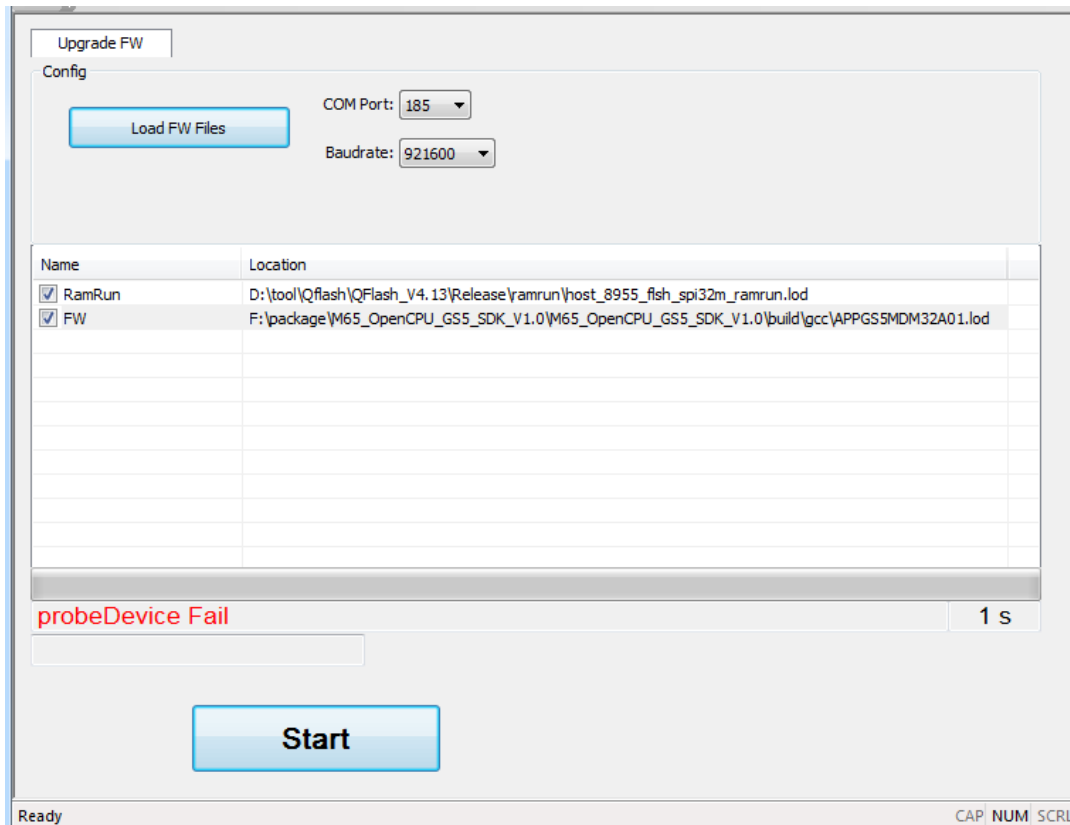 Upgrade FW
Config
Load FW Files
COM Port: 185
Baudrate: 921600
Name Location
RamRun D:\tool\Qflash\QFlash_V4.13\Release\ramrun\host_8955_flsh_spi32m_ramrun.lod
FW F:\package\M65_OpenCPU_GS5_SDK_V1.0\M65_OpenCPU_GS5_SDK_V1.0\build\gcc\APPGS5MDM32A01.lod
probeDevice Fail 1 s
Start
Ready CAP NUM SCRL